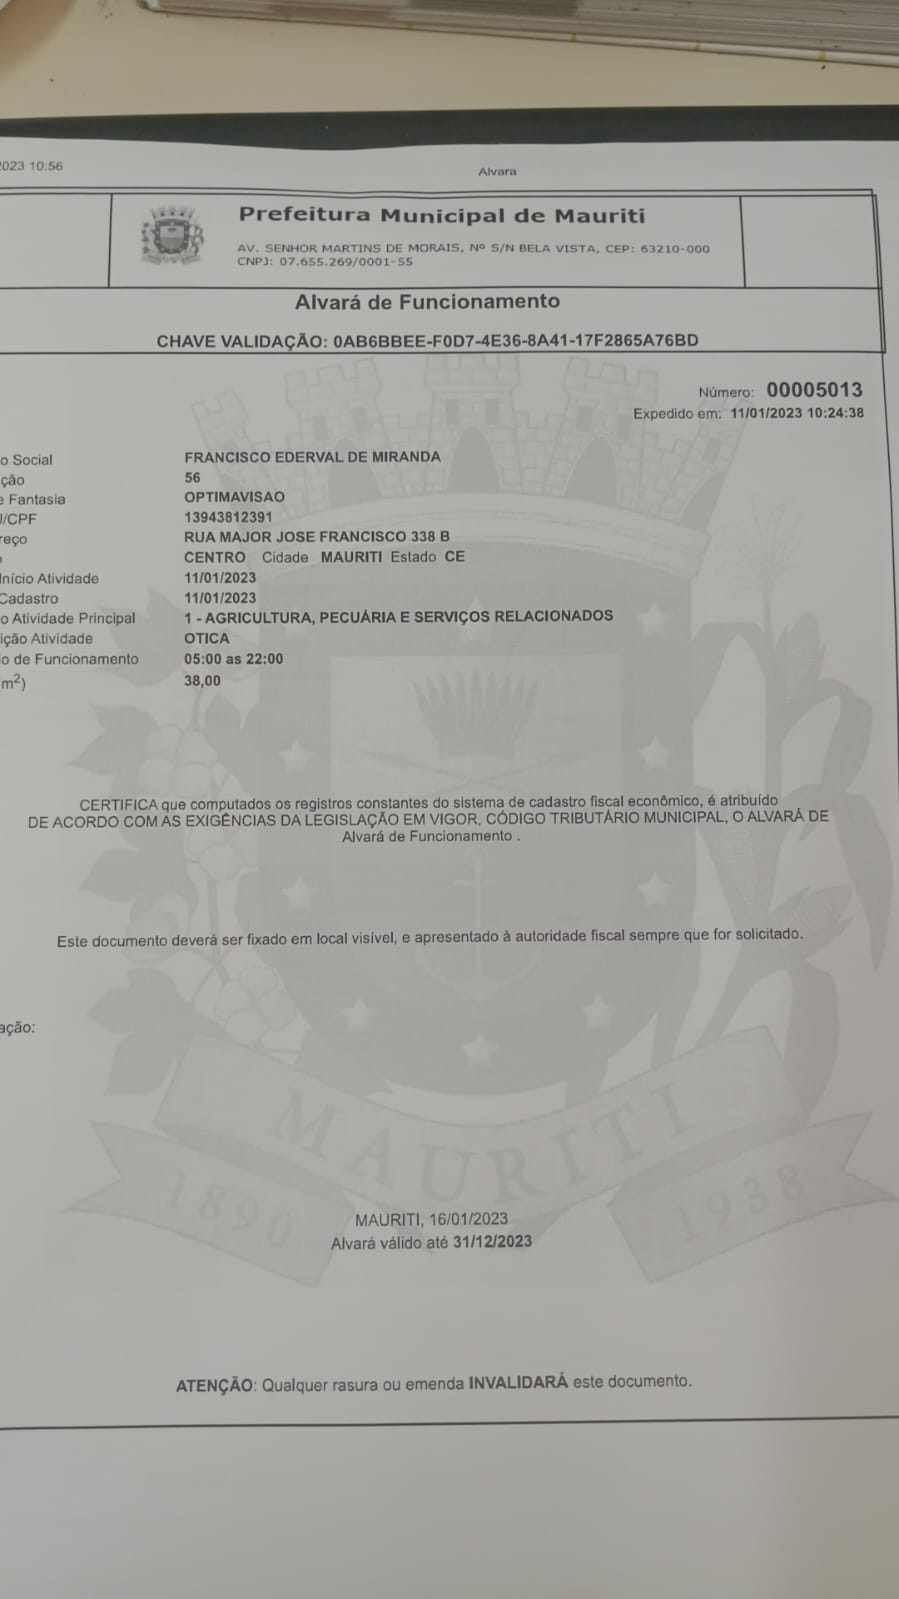 2023 10:56
Alvara
Prefeitura Municipal de Mauriti
AV. SENHOR MARTINS DE MORAIS, Nº S/N BELA VISTA, CEP: 63210-000
CNPJ: 07.655.269/0001-55
Alvará de Funcionamento
CHAVE VALIDAÇÃO: 0AB6BBEE-F0D7-4E36-8A41-17F2865A76BD
Número: 00005013
Expedido em: 11/01/2023 10:24:38
o Social FRANCISCO EDERVAL DE MIRANDA
ção 56
e Fantasia OPTIMAVISAO
J/CPF 13943812391
reço RUA MAJOR JOSE FRANCISCO 338 B
o CENTRO Cidade MAURITI Estado CE
Início Atividade 11/01/2023
Cadastro 11/01/2023
o Atividade Principal 1 - AGRICULTURA, PECUÁRIA E SERVIÇOS RELACIONADOS
ição Atividade OTICA
o de Funcionamento 05:00 as 22:00
m²) 38,00
CERTIFICA que computados os registros constantes do sistema de cadastro fiscal econômico, é atribuído
DE ACORDO COM AS EXIGÊNCIAS DA LEGISLAÇÃO EM VIGOR, CÓDIGO TRIBUTÁRIO MUNICIPAL, O ALVARÁ DE
Alvará de Funcionamento .
Este documento deverá ser fixado em local visível, e apresentado à autoridade fiscal sempre que for solicitado.
ação:
MAURITI
1890 1938
MAURITI, 16/01/2023
Alvará válido até 31/12/2023
ATENÇÃO: Qualquer rasura ou emenda INVALIDARÁ este documento.